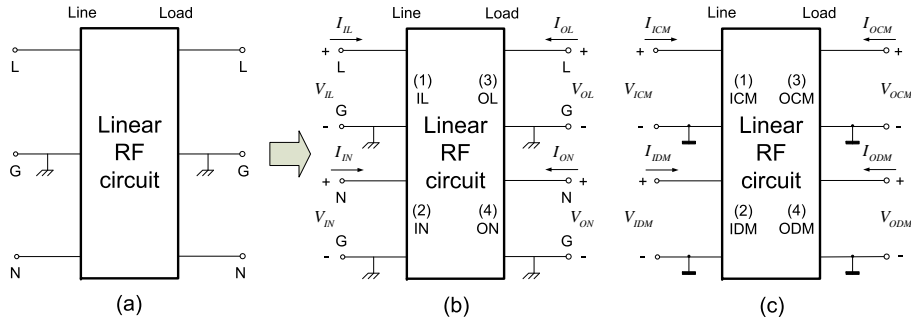 Line Load
L L
Linear
RF
circuit
G G
N N
(a)
Line Load
I_IL I_OL
+ +
L L
(1) (3)
IL OL
V_IL V_OL
G G
- -
Linear
RF
circuit
I_IN I_ON
+ +
N N
(2) (4)
IN ON
V_IN V_ON
G G
- -
(b)
Line Load
I_ICM I_OCM
+ +
(1) (3)
ICM OCM
V_ICM V_OCM
- -
Linear
RF
circuit
I_IDM I_ODM
+ +
(2) (4)
IDM ODM
V_IDM V_ODM
- -
(c)